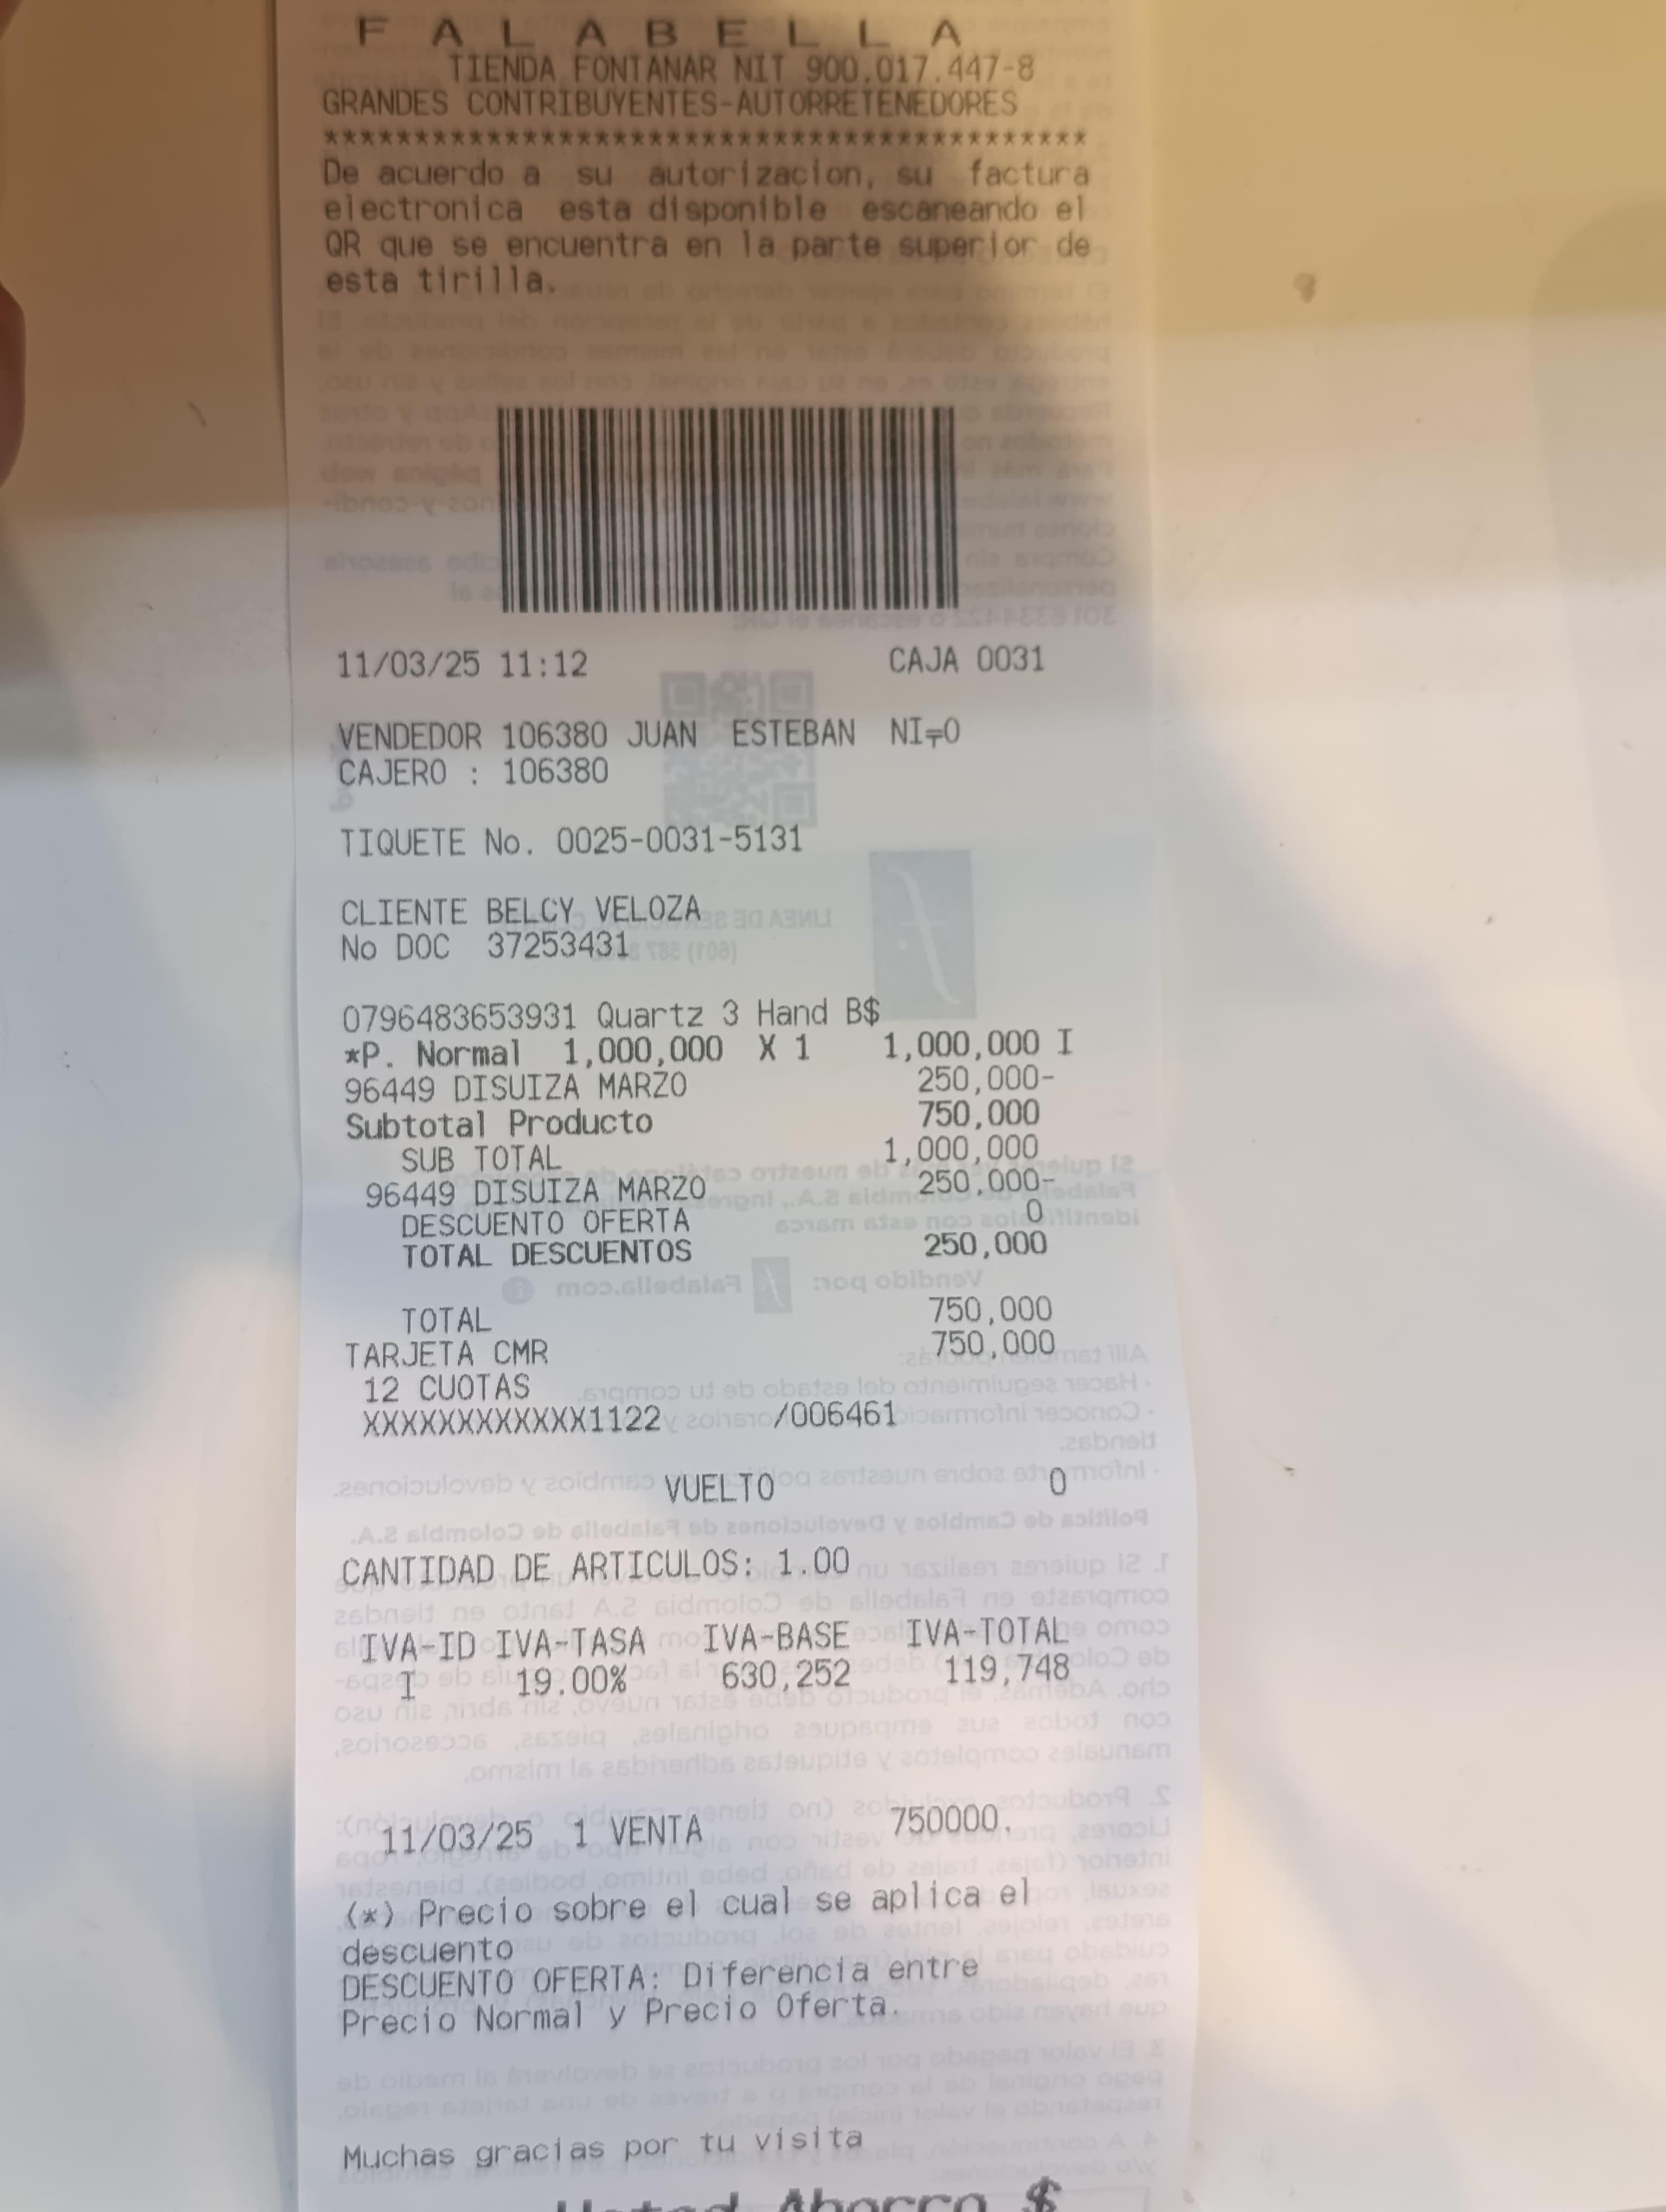 F A L A B E L L A
TIENDA FONTANAR NIT 900.017.447-8
GRANDES CONTRIBUYENTES-AUTORRETENEDORES
******************************************
De acuerdo a su autorizacion, su factura
electronica esta disponible escaneando el
QR que se encuentra en la parte superior de
esta tirilla.
11/03/25 11:12 CAJA 0031
VENDEDOR 106380 JUAN ESTEBAN
CAJERO : 106380
TIQUETE No. 0025-0031-5131
CLIENTE BELCY VELOZA
No DOC 37253431
0796483653931 Quartz 3 Hand B$
*P. Normal 1,000,000 X 1 1,000,000 I
96449 DISUIZA MARZO 250,000-
Subtotal Producto 750,000
SUB TOTAL 1,000,000
96449 DISUIZA MARZO 250,000-
DESCUENTO OFERTA 0
TOTAL DESCUENTOS 250,000
TOTAL 750,000
TARJETA CMR 750,000
12 CUOTAS
XXXXXXXXXXXX1122 /006461
VUELTO 0
CANTIDAD DE ARTICULOS: 1.00
IVA-ID IVA-TASA IVA-BASE IVA-TOTAL
I 19.00% 630,252 119,748
11/03/25 1 VENTA 750000.
(*) Precio sobre el cual se aplica el
descuento
DESCUENTO OFERTA: Diferencia entre
Precio Normal y Precio Oferta.
Muchas gracias por tu visita
Usted Ahorro $